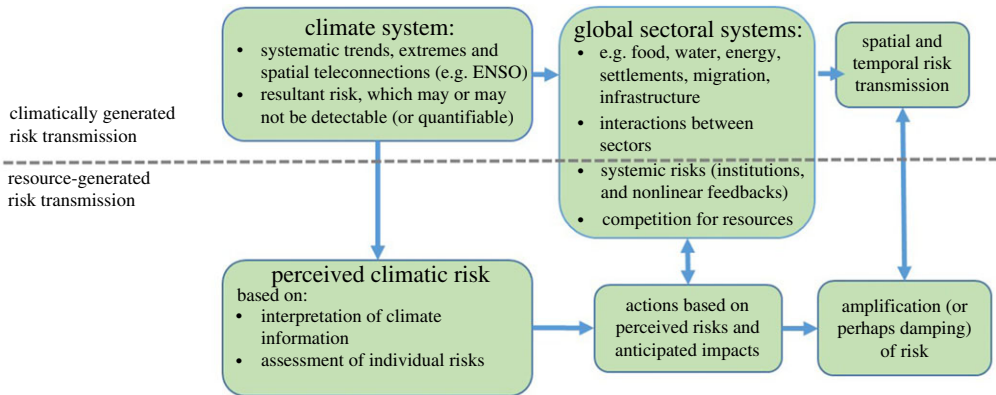 climate system:
• systematic trends, extremes and
spatial teleconnections (e.g. ENSO)
• resultant risk, which may or may
not be detectable (or quantifiable)
global sectoral systems:
• e.g. food, water, energy,
settlements, migration,
infrastructure
• interactions between
sectors
• systemic risks (institutions,
and nonlinear feedbacks)
• competition for resources
spatial and
temporal risk
transmission
climatically generated
risk transmission
resource-generated
risk transmission
perceived climatic risk
based on:
• interpretation of climate
information
• assessment of individual risks
actions based on
perceived risks and
anticipated impacts
amplification (or
perhaps damping)
of risk